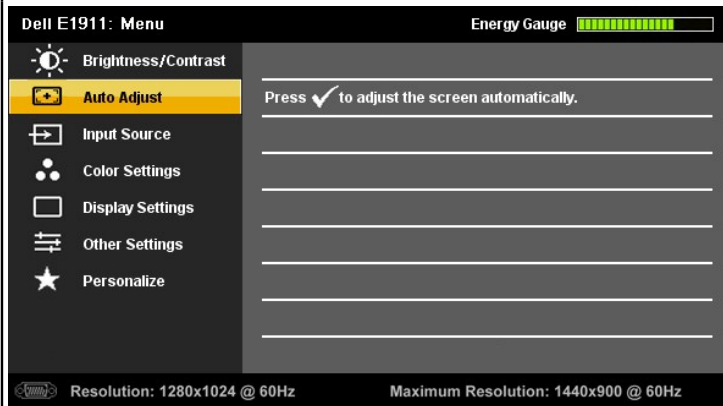 Dell E1911: Menu
Energy Gauge
Brightness/Contrast
Auto Adjust
Press ✓ to adjust the screen automatically.
Input Source
Color Settings
Display Settings
Other Settings
Personalize
Resolution: 1280x1024 @ 60Hz
Maximum Resolution: 1440x900 @ 60Hz